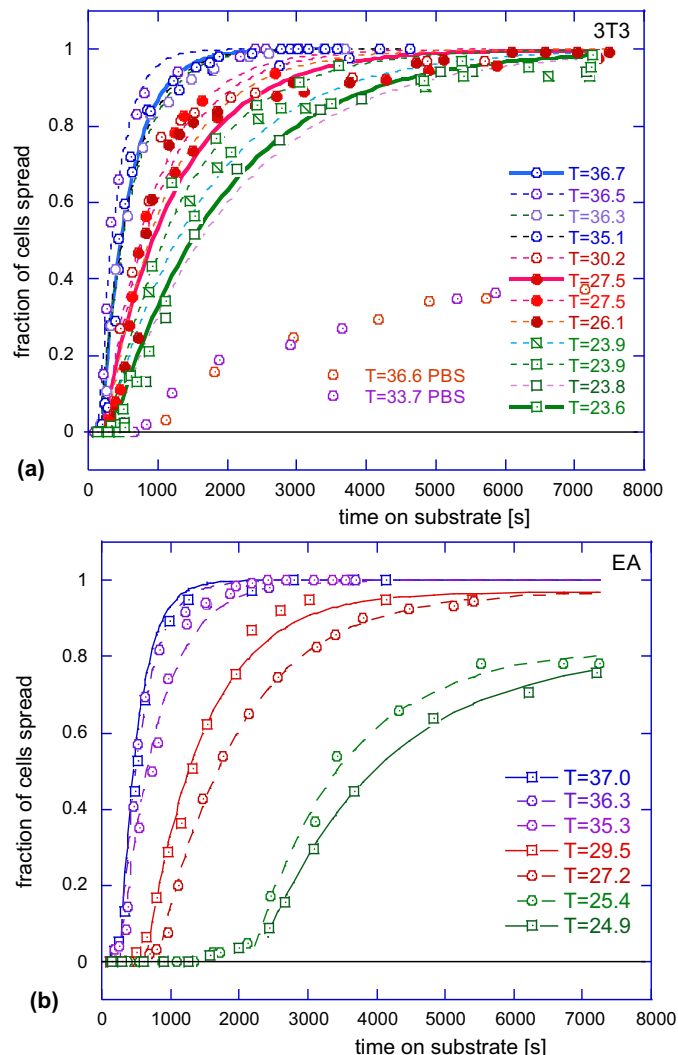 3T3
1
0.8
0.6
0.4
0.2
0
fraction of cells spread
T=36.7
T=36.5
T=36.3
T=35.1
T=30.2
T=27.5
T=27.5
T=26.1
T=23.9
T=23.9
T=23.8
T=23.6
T=36.6 PBS
T=33.7 PBS
(a)
0 1000 2000 3000 4000 5000 6000 7000 8000
time on substrate [s]
EA
1
0.8
0.6
0.4
0.2
0
fraction of cells spread
T=37.0
T=36.3
T=35.3
T=29.5
T=27.2
T=25.4
T=24.9
(b)
0 1000 2000 3000 4000 5000 6000 7000 8000
time on substrate [s]